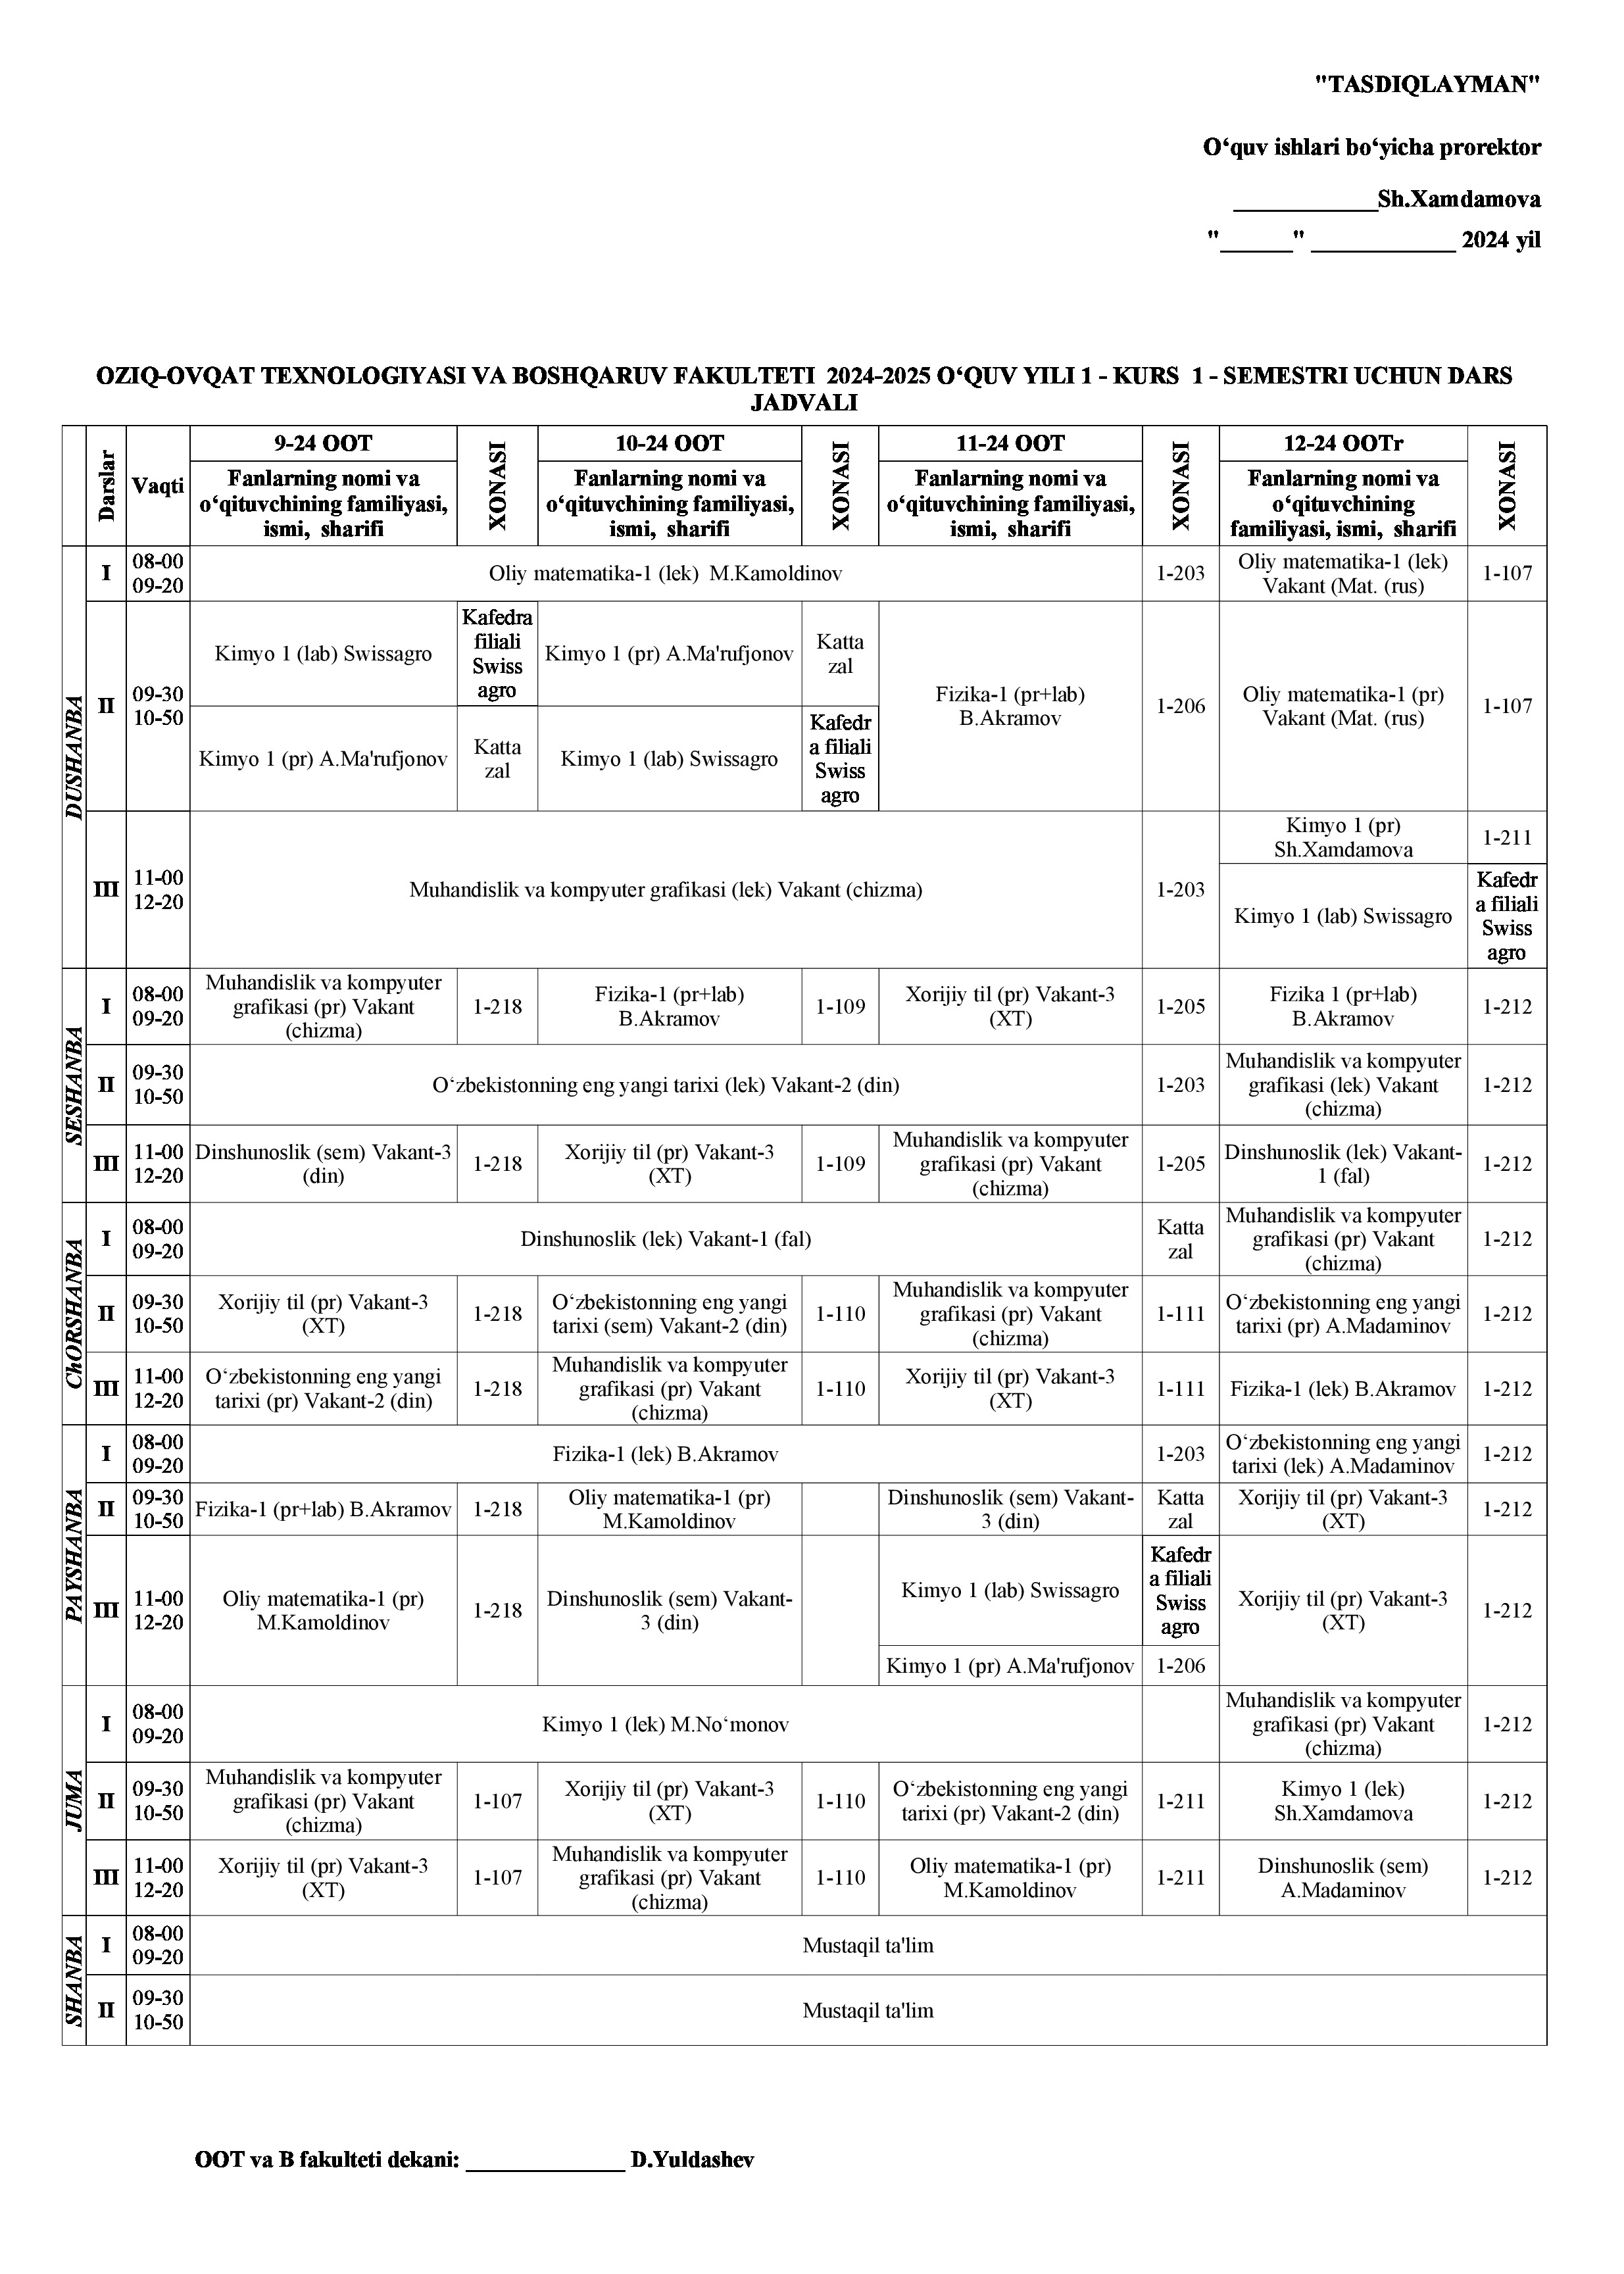 "TASDIQLAYMAN"
O‘quv ishlari bo‘yicha prorektor
____________Sh.Xamdamova
"______" ____________ 2024 yil
OZIQ-OVQAT TEXNOLOGIYASI VA BOSHQARUV FAKULTETI 2024-2025 O‘QUV YILI 1 - KURS 1 - SEMESTRI UCHUN DARS
JADVALI
Darslar
Vaqti
9-24 OOT
XONASI
10-24 OOT
XONASI
11-24 OOT
XONASI
12-24 OOTr
XONASI
Fanlarning nomi va
o‘qituvchining familiyasi,
ismi, sharifi
Fanlarning nomi va
o‘qituvchining familiyasi,
ismi, sharifi
Fanlarning nomi va
o‘qituvchining familiyasi,
ismi, sharifi
Fanlarning nomi va
o‘qituvchining
familiyasi, ismi, sharifi
DUSHANBA
I
08-00
09-20
Oliy matematika-1 (lek) M.Kamoldinov
1-203
Oliy matematika-1 (lek)
Vakant (Mat. (rus)
1-107
II
09-30
10-50
Kimyo 1 (lab) Swissagro
Kafedra
filiali
Swiss
agro
Kimyo 1 (pr) A.Ma'rufjonov
Katta
zal
Fizika-1 (pr+lab)
B.Akramov
1-206
Oliy matematika-1 (pr)
Vakant (Mat. (rus)
1-107
Kimyo 1 (pr) A.Ma'rufjonov
Katta
zal
Kimyo 1 (lab) Swissagro
Kafedr
a filiali
Swiss
agro
III
11-00
12-20
Muhandislik va kompyuter grafikasi (lek) Vakant (chizma)
1-203
Kimyo 1 (pr)
Sh.Xamdamova
1-211
Kimyo 1 (lab) Swissagro
Kafedr
a filiali
Swiss
agro
SESHANBA
I
08-00
09-20
Muhandislik va kompyuter
grafikasi (pr) Vakant
(chizma)
1-218
Fizika-1 (pr+lab)
B.Akramov
1-109
Xorijiy til (pr) Vakant-3
(XT)
1-205
Fizika 1 (pr+lab)
B.Akramov
1-212
II
09-30
10-50
O‘zbekistonning eng yangi tarixi (lek) Vakant-2 (din)
1-203
Muhandislik va kompyuter
grafikasi (lek) Vakant
(chizma)
1-212
III
11-00
12-20
Dinshunoslik (sem) Vakant-3
(din)
1-218
Xorijiy til (pr) Vakant-3
(XT)
1-109
Muhandislik va kompyuter
grafikasi (pr) Vakant
(chizma)
1-205
Dinshunoslik (lek) Vakant-
1 (fal)
1-212
ChORSHANBA
I
08-00
09-20
Dinshunoslik (lek) Vakant-1 (fal)
Katta
zal
Muhandislik va kompyuter
grafikasi (pr) Vakant
(chizma)
1-212
II
09-30
10-50
Xorijiy til (pr) Vakant-3
(XT)
1-218
O‘zbekistonning eng yangi
tarixi (sem) Vakant-2 (din)
1-110
Muhandislik va kompyuter
grafikasi (pr) Vakant
(chizma)
1-111
O‘zbekistonning eng yangi
tarixi (pr) A.Madaminov
1-212
III
11-00
12-20
O‘zbekistonning eng yangi
tarixi (pr) Vakant-2 (din)
1-218
Muhandislik va kompyuter
grafikasi (pr) Vakant
(chizma)
1-110
Xorijiy til (pr) Vakant-3
(XT)
1-111
Fizika-1 (lek) B.Akramov
1-212
PAYSHANBA
I
08-00
09-20
Fizika-1 (lek) B.Akramov
1-203
O‘zbekistonning eng yangi
tarixi (lek) A.Madaminov
1-212
II
09-30
10-50
Fizika-1 (pr+lab) B.Akramov
1-218
Oliy matematika-1 (pr)
M.Kamoldinov
Dinshunoslik (sem) Vakant-
3 (din)
Katta
zal
Xorijiy til (pr) Vakant-3
(XT)
1-212
III
11-00
12-20
Oliy matematika-1 (pr)
M.Kamoldinov
1-218
Dinshunoslik (sem) Vakant-
3 (din)
Kimyo 1 (lab) Swissagro
Kafedr
a filiali
Swiss
agro
Xorijiy til (pr) Vakant-3
(XT)
1-212
Kimyo 1 (pr) A.Ma'rufjonov
1-206
JUMA
I
08-00
09-20
Kimyo 1 (lek) M.No‘monov
Muhandislik va kompyuter
grafikasi (pr) Vakant
(chizma)
1-212
II
09-30
10-50
Muhandislik va kompyuter
grafikasi (pr) Vakant
(chizma)
1-107
Xorijiy til (pr) Vakant-3
(XT)
1-110
O‘zbekistonning eng yangi
tarixi (pr) Vakant-2 (din)
1-211
Kimyo 1 (lek)
Sh.Xamdamova
1-212
III
11-00
12-20
Xorijiy til (pr) Vakant-3
(XT)
1-107
Muhandislik va kompyuter
grafikasi (pr) Vakant
(chizma)
1-110
Oliy matematika-1 (pr)
M.Kamoldinov
1-211
Dinshunoslik (sem)
A.Madaminov
1-212
SHANBA
I
08-00
09-20
Mustaqil ta'lim
II
09-30
10-50
Mustaqil ta'lim
OOT va B fakulteti dekani: _____________ D.Yuldashev